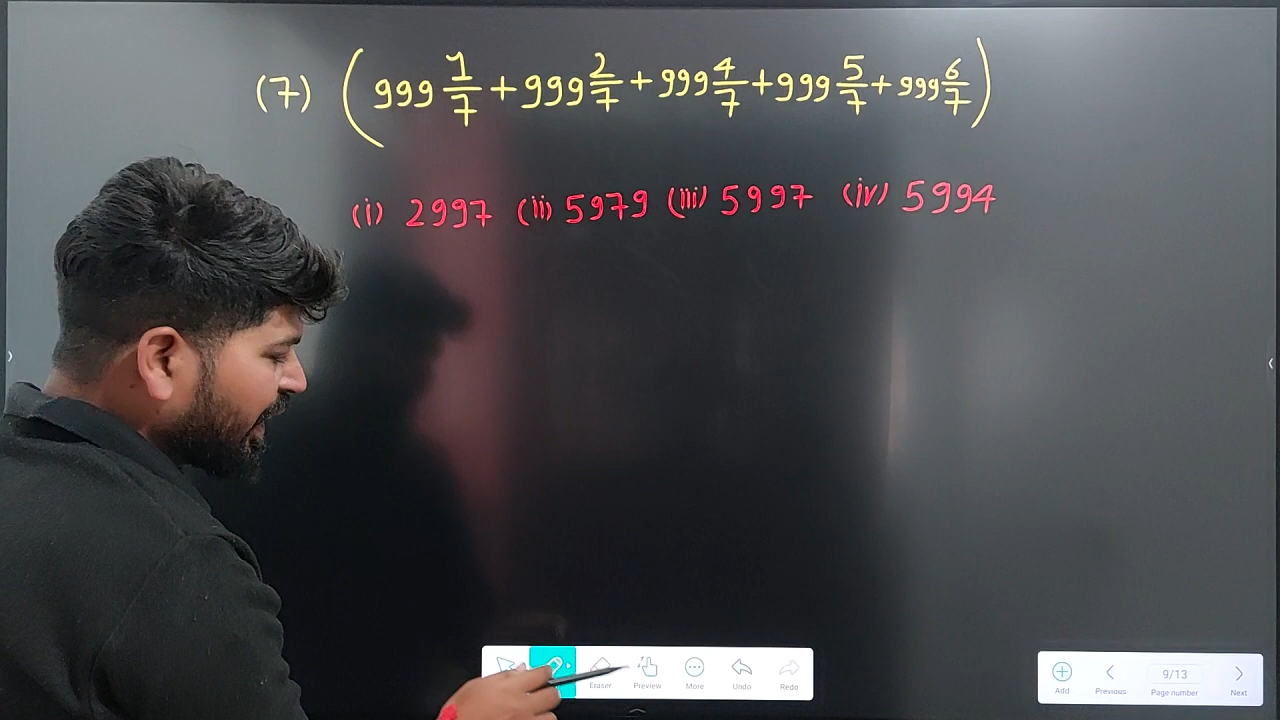 (7) (999 1/7 + 999 2/7 + 999 4/7 + 999 5/7 + 999 6/7)
(i) 2997 (ii) 5979 (iii) 5997 (iv) 5994
Eraser Preview More Undo Redo
Add Previous 9/13 Page number Next